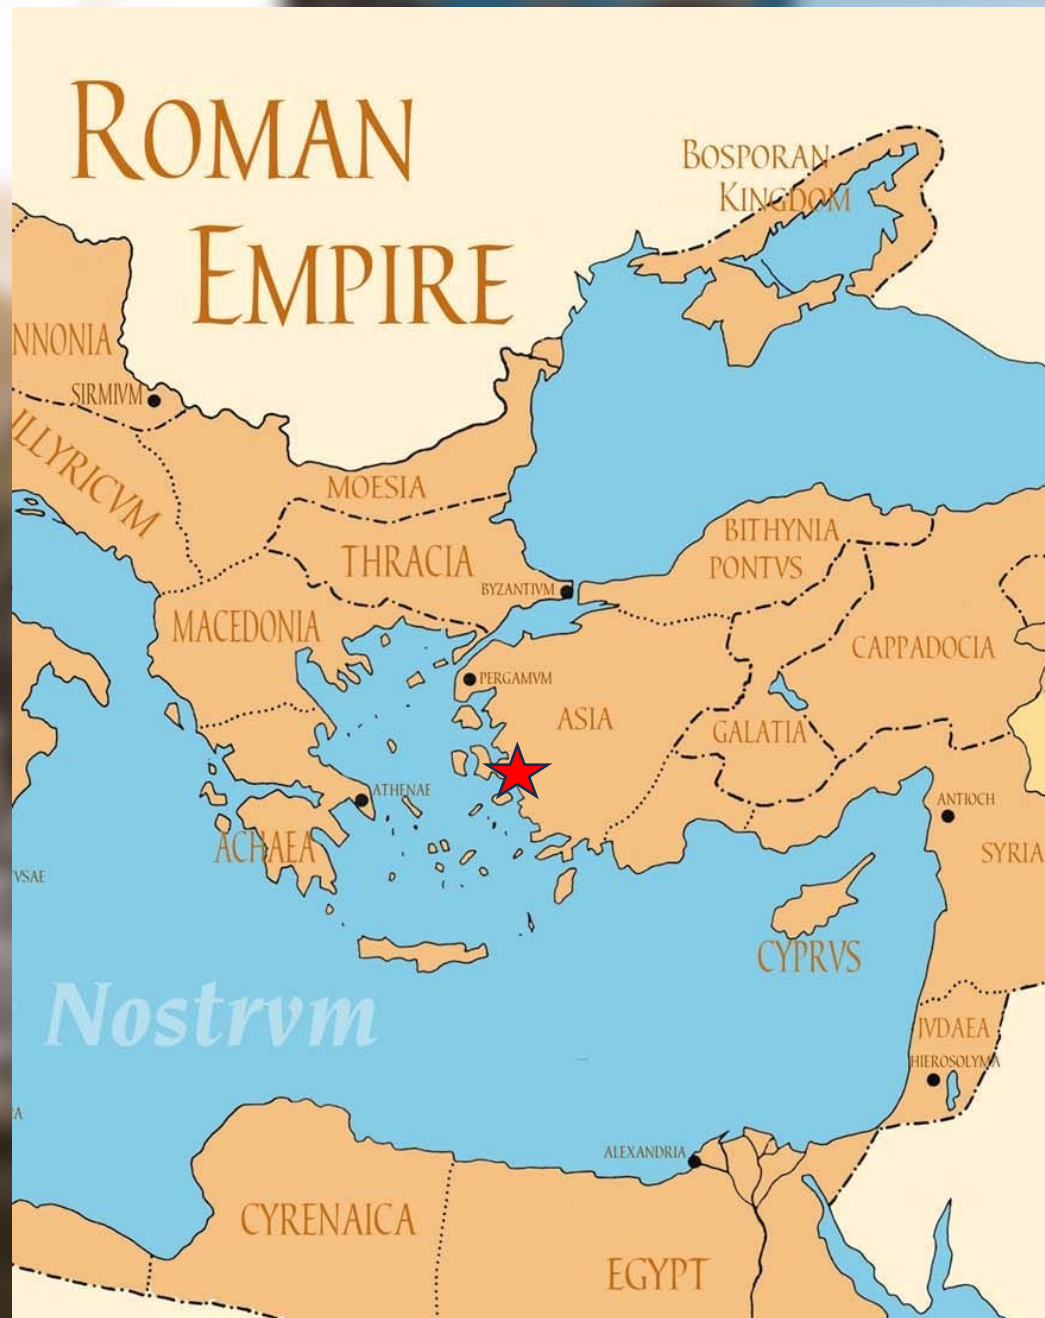 ROMAN
EMPIRE
BOSPORAN
KINGDOM
NNONIA
SIRMIVM
ILLYRICVM
MOESIA
THRACIA
BYZANTIVM
BITHYNIA
PONTVS
MACEDONIA
CAPPADOCIA
PERGAMVM
ASIA
GALATIA
ATHENAE
ACHAEA
ANTIOCH
SYRIA
VSAE
CYPRVS
Nostrvm
IVDAEA
HIEROSOLYMA
A
ALEXANDRIA
CYRENAICA
EGYPT